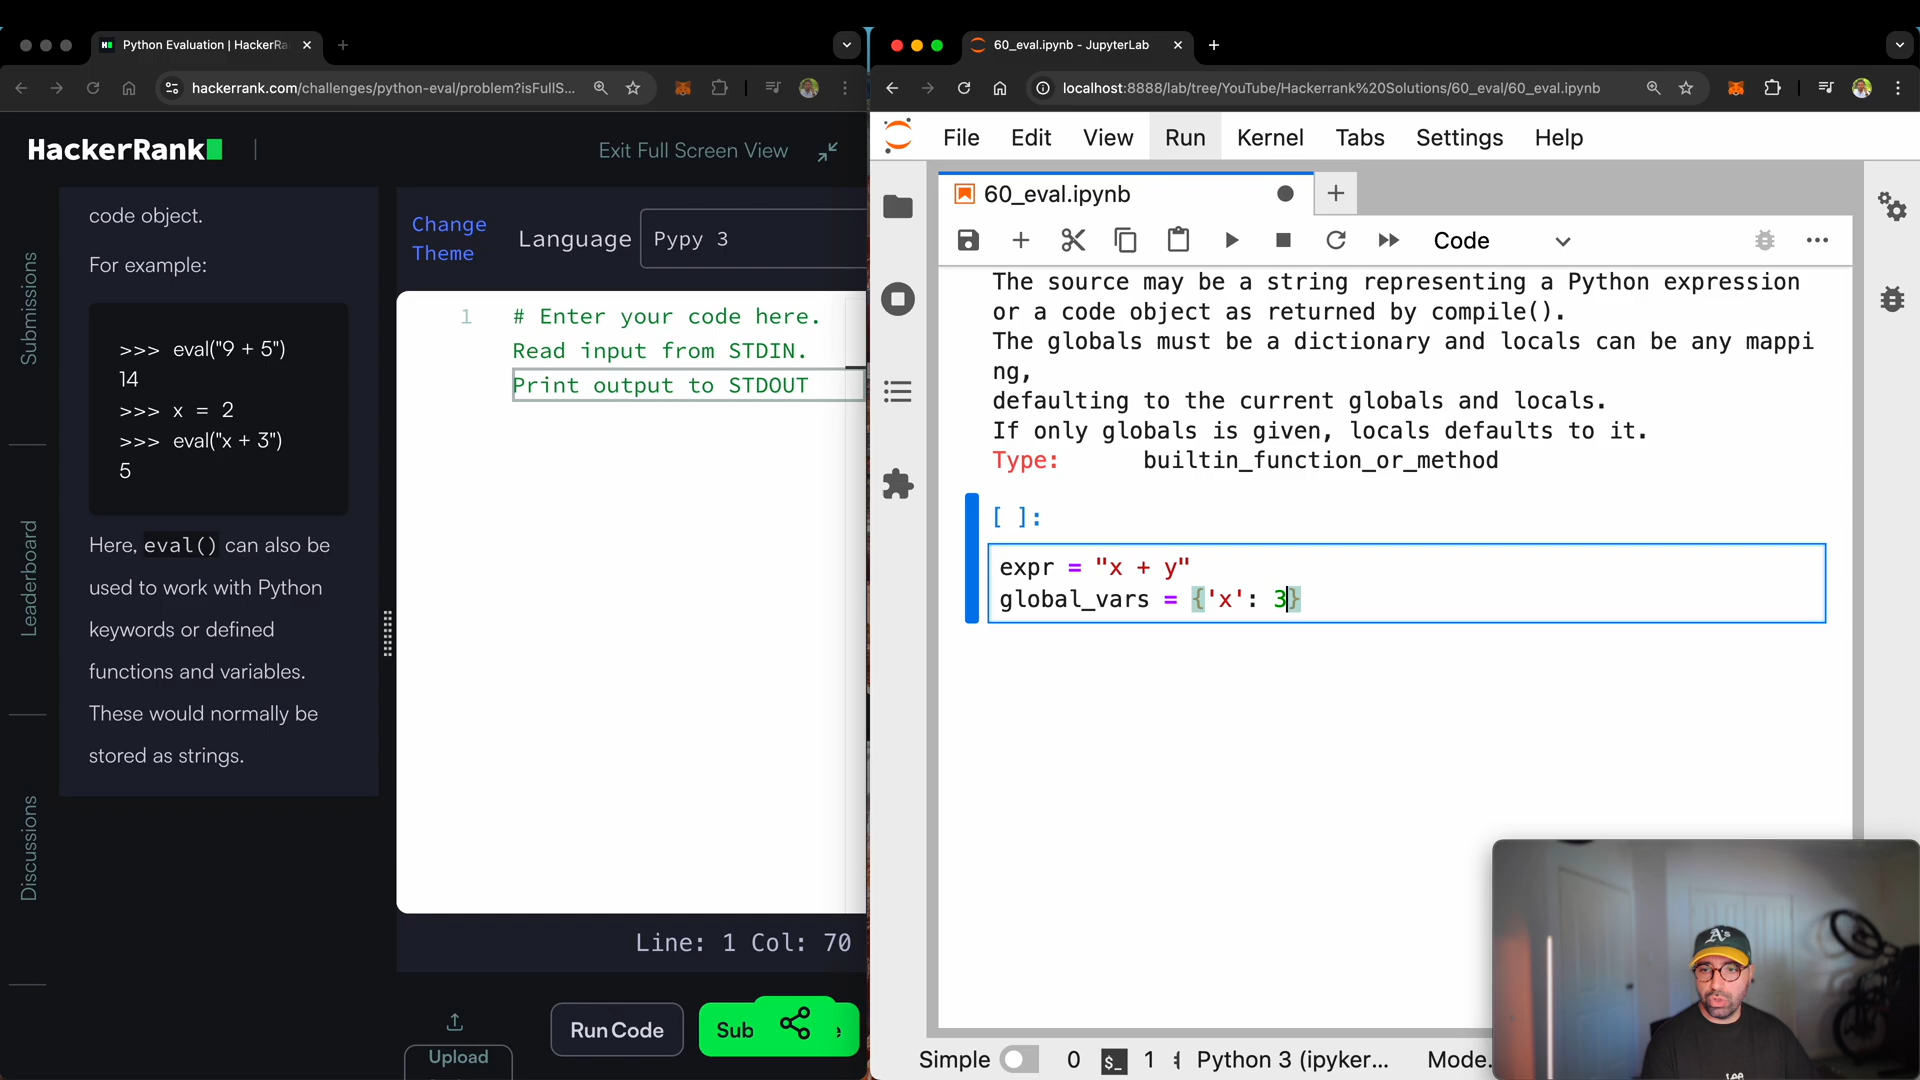 Python Evaluation | HackerRa
hackerrank.com/challenges/python-eval/problem?isFullS...
HackerRank
Exit Full Screen View
Submissions
Leaderboard
Discussions
code object.
For example:
>>> eval("9 + 5")
14
>>> x = 2
>>> eval("x + 3")
5
Here, eval() can also be
used to work with Python
keywords or defined
functions and variables.
These would normally be
stored as strings.
Change
Theme
Language
Pypy 3
1
# Enter your code here.
Read input from STDIN.
Print output to STDOUT
Line: 1 Col: 70
Upload
Run Code
Sub
60_eval.ipynb - JupyterLab
localhost:8888/lab/tree/YouTube/Hackerrank%20Solutions/60_eval/60_eval.ipynb
File Edit View Run Kernel Tabs Settings Help
60_eval.ipynb
Code
The source may be a string representing a Python expression
or a code object as returned by compile().
The globals must be a dictionary and locals can be any mappi
ng,
defaulting to the current globals and locals.
If only globals is given, locals defaults to it.
Type: builtin_function_or_method
[ ]:
expr = "x + y"
global_vars = {'x': 3}
Simple 0 $_ 1 Python 3 (ipyker... Mode.
A's
Lee